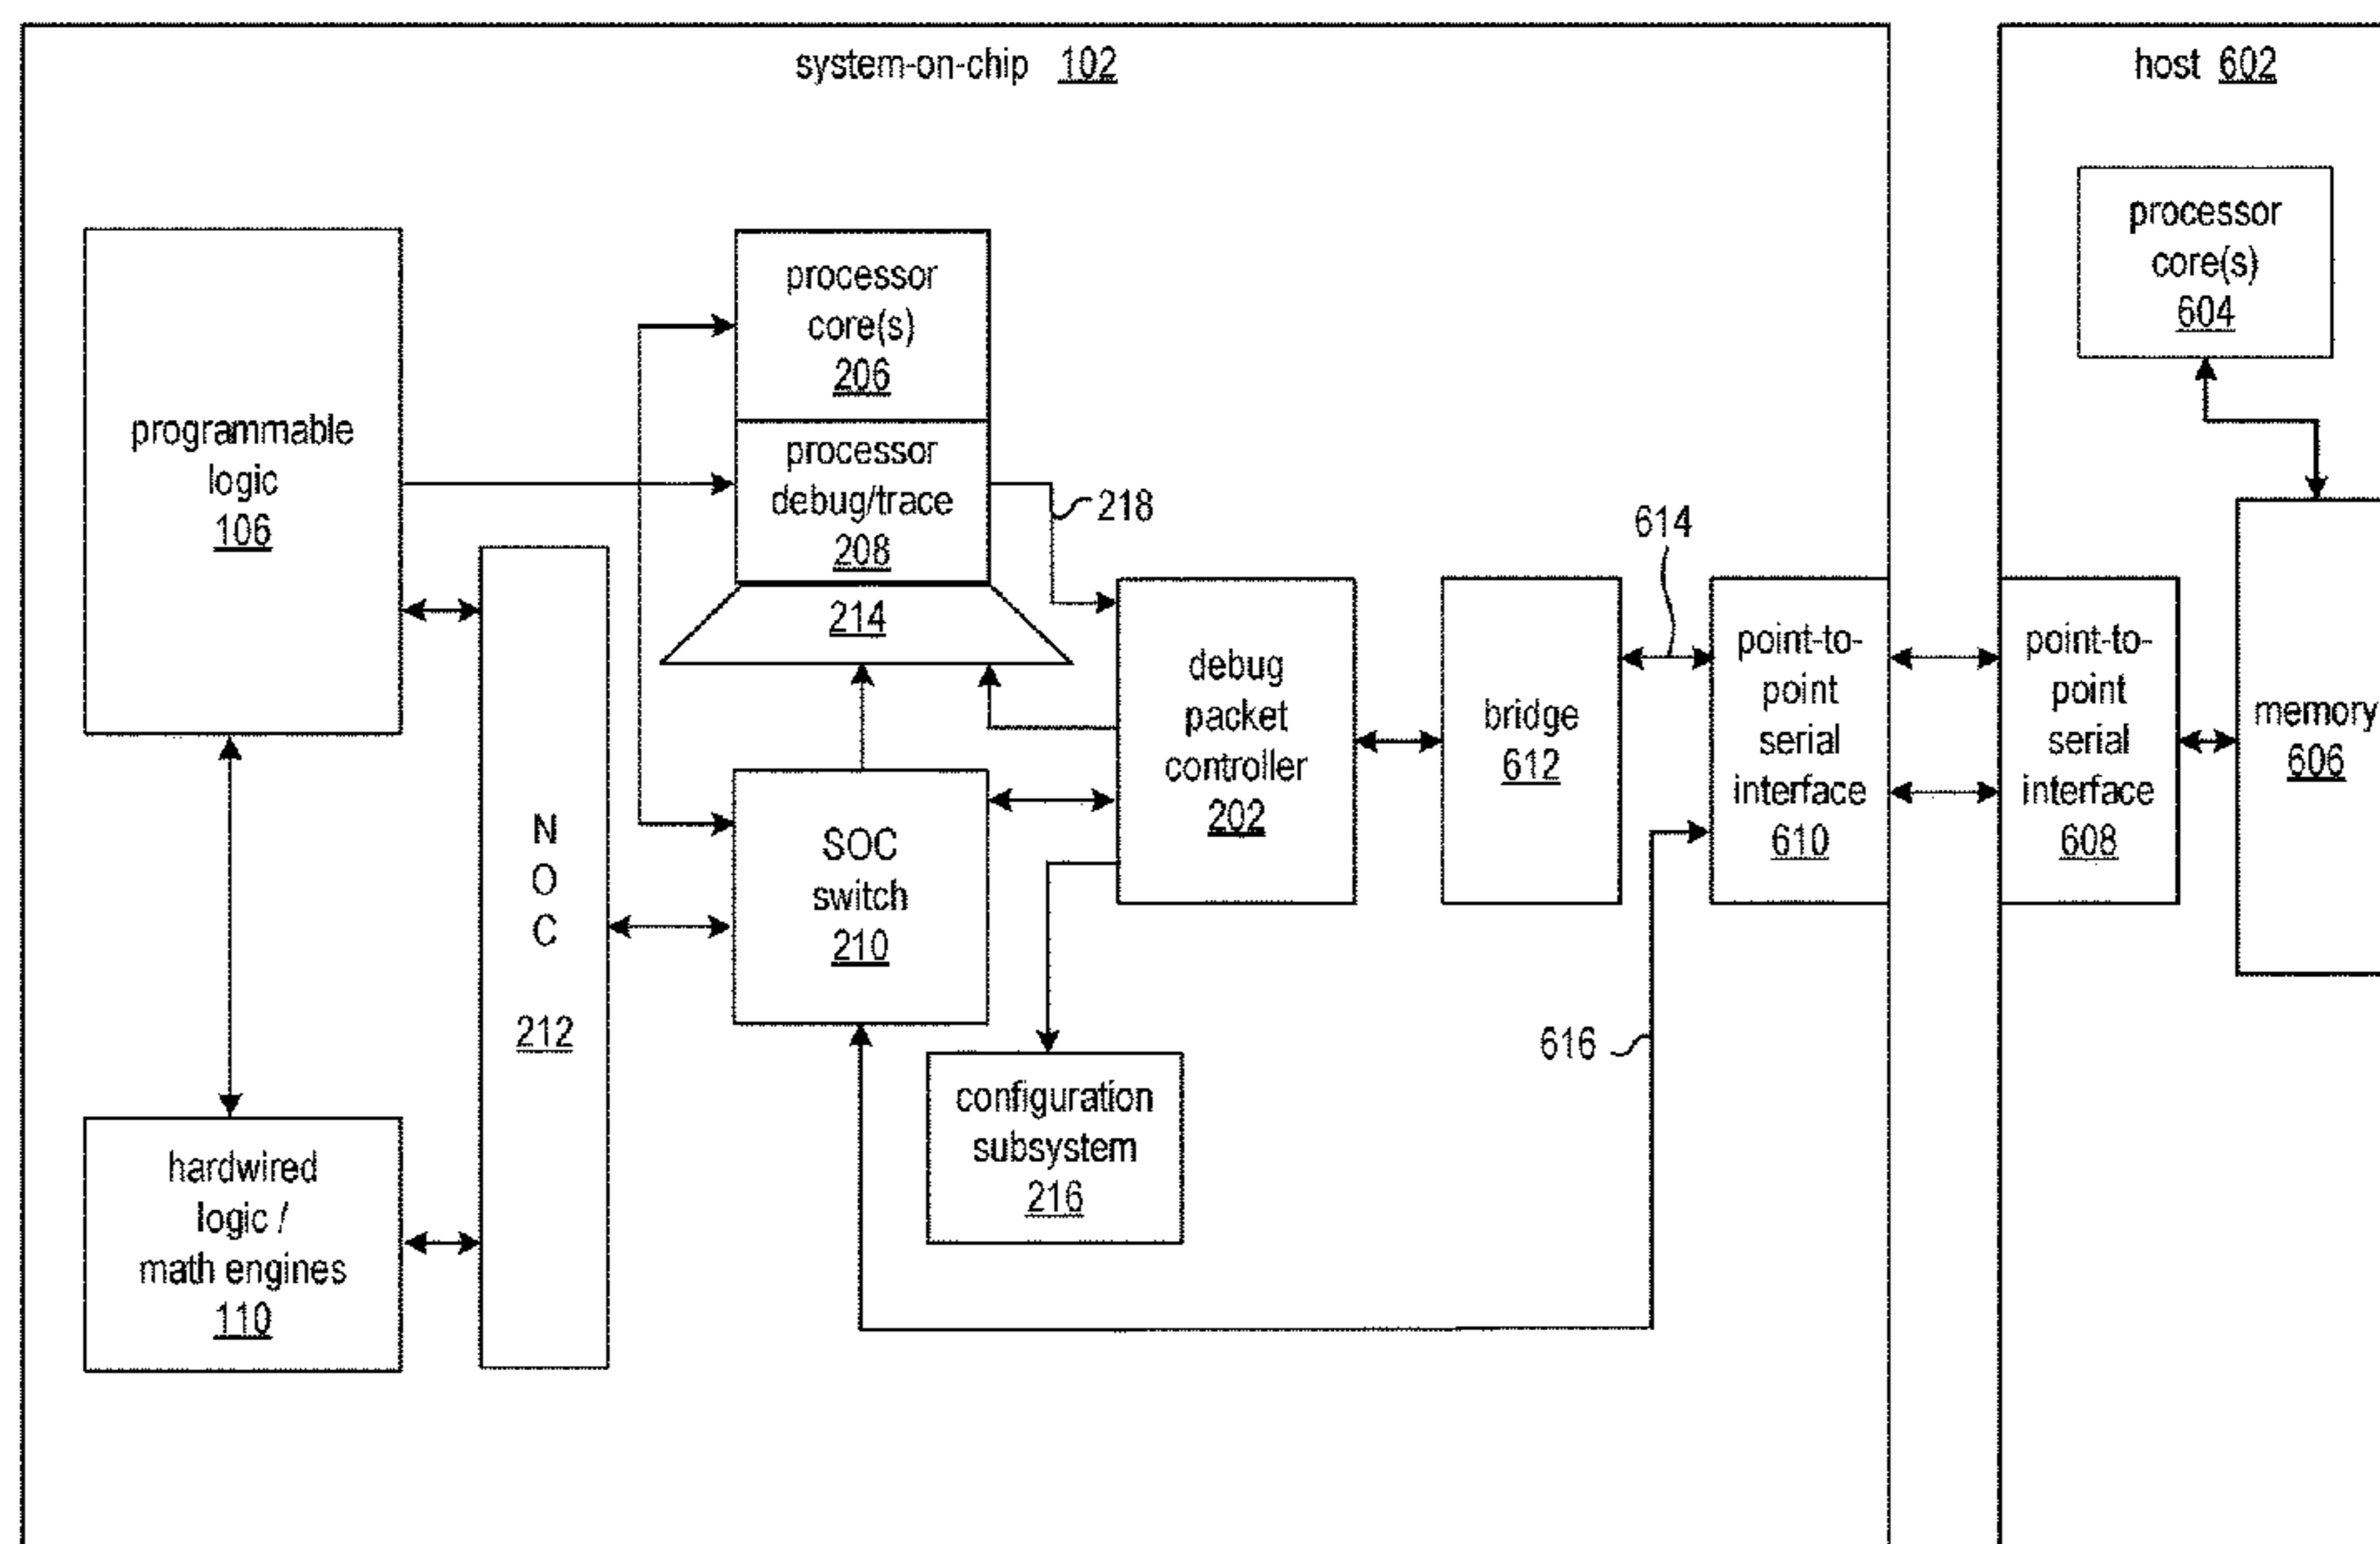 system-on-chip 102
host 602
processor
core(s)
604
processor
core(s)
206
programmable
logic
106
processor
debug/trace
208
218
214
614
debug
packet
controller
202
bridge
612
point-to-
point
serial
interface
610
point-to-
point
serial
interface
608
memory
606
N
O
C
212
SOC
switch
210
616
configuration
subsystem
216
hardwired
logic /
math engines
110